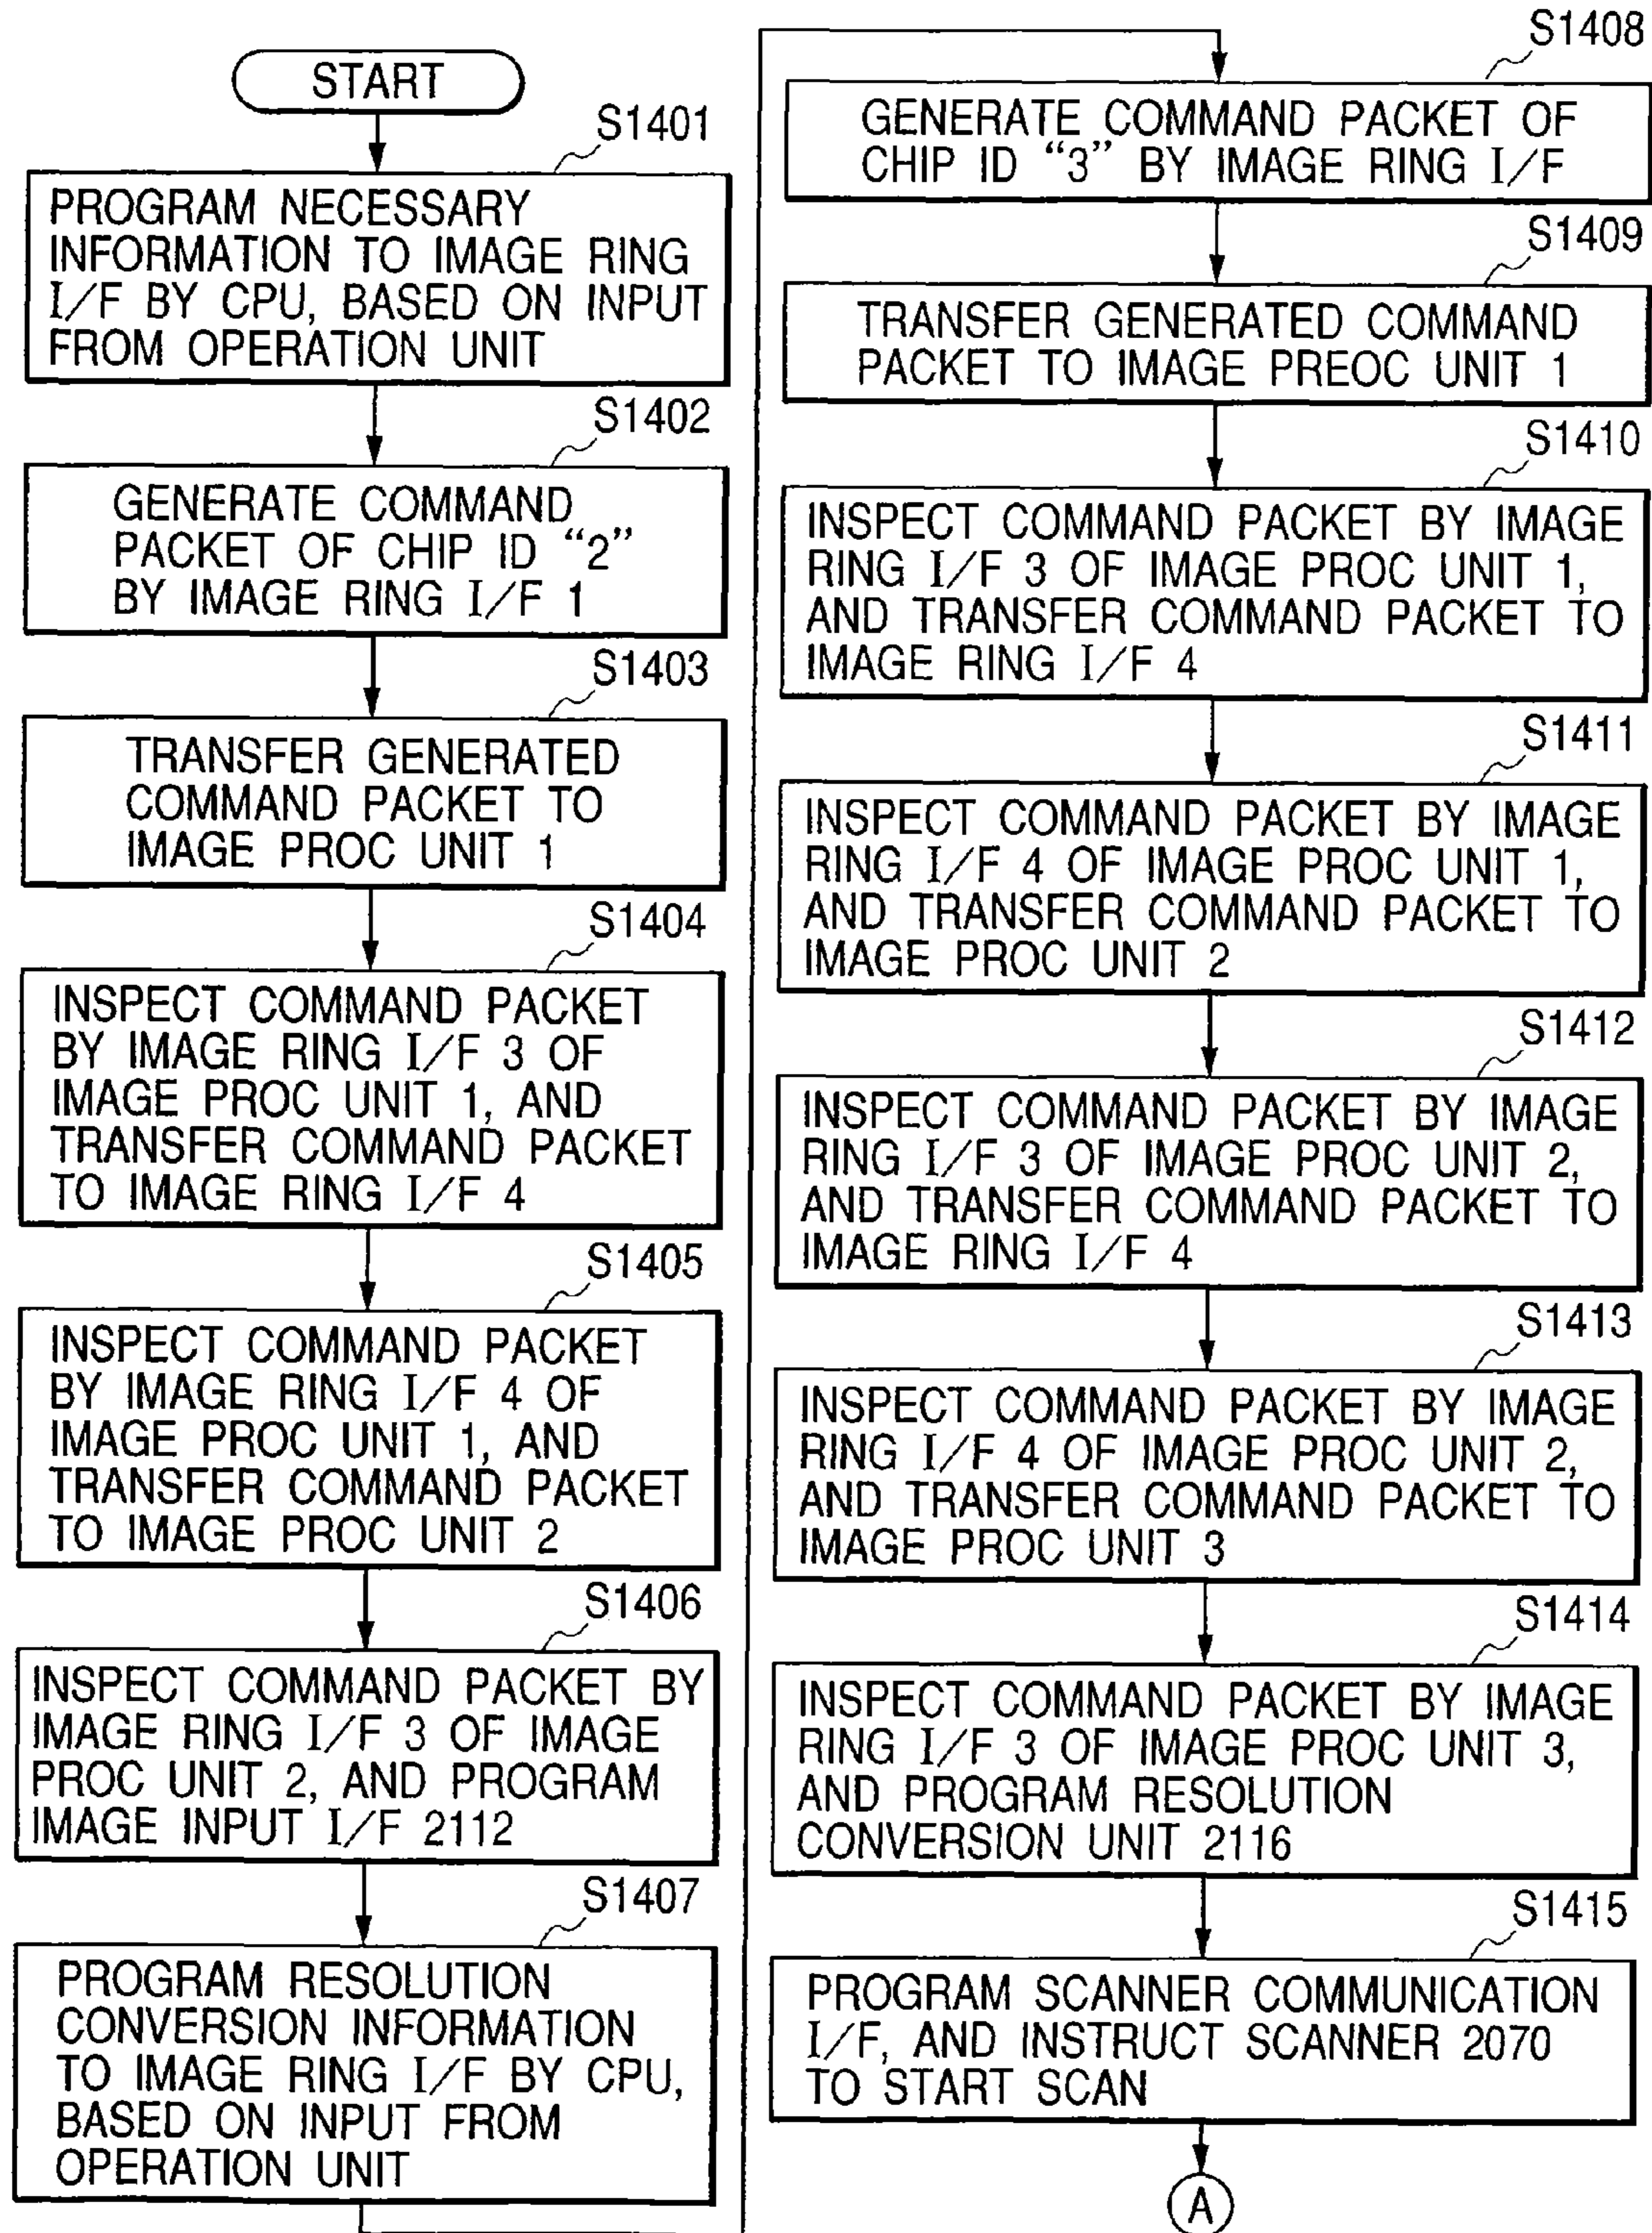 START
S1401
PROGRAM NECESSARY
INFORMATION TO IMAGE RING
I/F BY CPU, BASED ON INPUT
FROM OPERATION UNIT
S1402
GENERATE COMMAND
PACKET OF CHIP ID “2”
BY IMAGE RING I/F 1
S1403
TRANSFER GENERATED
COMMAND PACKET TO
IMAGE PROC UNIT 1
S1404
INSPECT COMMAND PACKET
BY IMAGE RING I/F 3 OF
IMAGE PROC UNIT 1, AND
TRANSFER COMMAND PACKET
TO IMAGE RING I/F 4
S1405
INSPECT COMMAND PACKET
BY IMAGE RING I/F 4 OF
IMAGE PROC UNIT 1, AND
TRANSFER COMMAND PACKET
TO IMAGE PROC UNIT 2
S1406
INSPECT COMMAND PACKET BY
IMAGE RING I/F 3 OF IMAGE
PROC UNIT 2, AND PROGRAM
IMAGE INPUT I/F 2112
S1407
PROGRAM RESOLUTION
CONVERSION INFORMATION
TO IMAGE RING I/F BY CPU,
BASED ON INPUT FROM
OPERATION UNIT
S1408
GENERATE COMMAND PACKET OF
CHIP ID “3” BY IMAGE RING I/F
S1409
TRANSFER GENERATED COMMAND
PACKET TO IMAGE PREOC UNIT 1
S1410
INSPECT COMMAND PACKET BY IMAGE
RING I/F 3 OF IMAGE PROC UNIT 1,
AND TRANSFER COMMAND PACKET TO
IMAGE RING I/F 4
S1411
INSPECT COMMAND PACKET BY IMAGE
RING I/F 4 OF IMAGE PROC UNIT 1,
AND TRANSFER COMMAND PACKET TO
IMAGE PROC UNIT 2
S1412
INSPECT COMMAND PACKET BY IMAGE
RING I/F 3 OF IMAGE PROC UNIT 2,
AND TRANSFER COMMAND PACKET TO
IMAGE RING I/F 4
S1413
INSPECT COMMAND PACKET BY IMAGE
RING I/F 4 OF IMAGE PROC UNIT 2,
AND TRANSFER COMMAND PACKET TO
IMAGE PROC UNIT 3
S1414
INSPECT COMMAND PACKET BY IMAGE
RING I/F 3 OF IMAGE PROC UNIT 3,
AND PROGRAM RESOLUTION
CONVERSION UNIT 2116
S1415
PROGRAM SCANNER COMMUNICATION
I/F, AND INSTRUCT SCANNER 2070
TO START SCAN
A